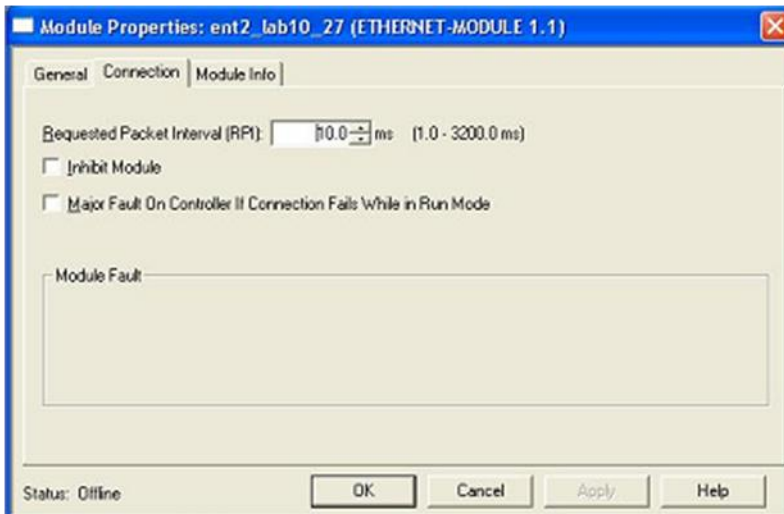 Module Properties: ent2_lab10_27 (ETHERNET-MODULE 1.1)
General Connection Module Info
Requested Packet Interval (RPI): 10.0 ms (1.0 - 3200.0 ms)
Inhibit Module
Major Fault On Controller If Connection Fails While in Run Mode
Module Fault
Status: Offline OK Cancel Apply Help